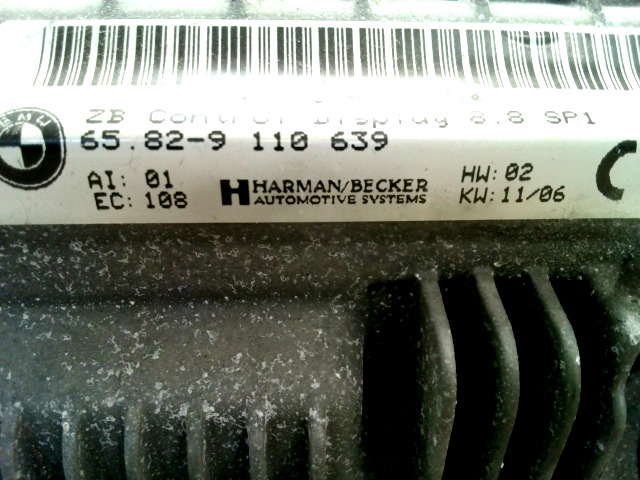 ZB Control Display 8.8 SP1
65.82-9 110 639
AI: 01
EC: 108
H HARMAN/BECKER
AUTOMOTIVE SYSTEMS
HW: 02
KW: 11/06
C